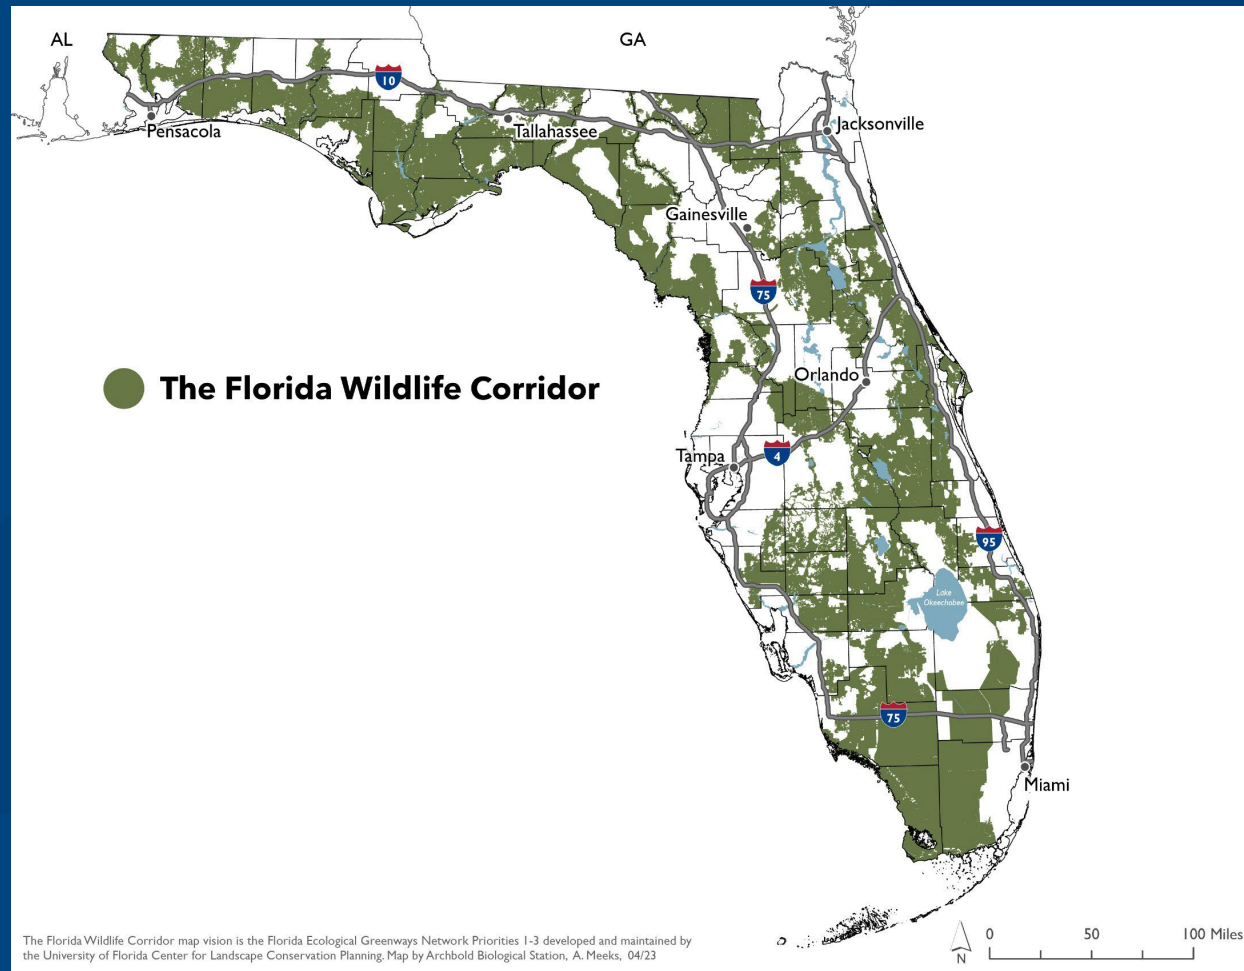 AL
GA
10
Pensacola
Tallahassee
Jacksonville
Gainesville
75
The Florida Wildlife Corridor
Orlando
Tampa
4
95
Lake
Okeechobee
75
Miami
The Florida Wildlife Corridor map vision is the Florida Ecological Greenways Network Priorities 1-3 developed and maintained by
the University of Florida Center for Landscape Conservation Planning. Map by Archbold Biological Station, A. Meeks, 04/23
N
0 50 100 Miles